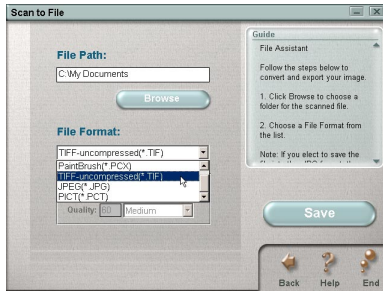 Scan to File
File Path:
C:\My Documents
Browse
File Format:
TIFF-uncompressed(*.TIF)
PaintBrush(*.PCX)
TIFF-uncompressed(*.TIF)
JPEG(*.JPG)
PICT(*.PCT)
Quality: 60 Medium
Guide
File Assistant
Follow the steps below to
convert and export your image.
1. Click Browse to choose a
folder for the scanned file.
2. Choose a File Format from
the list.
Note: If you elect to save the
Save
Back Help End